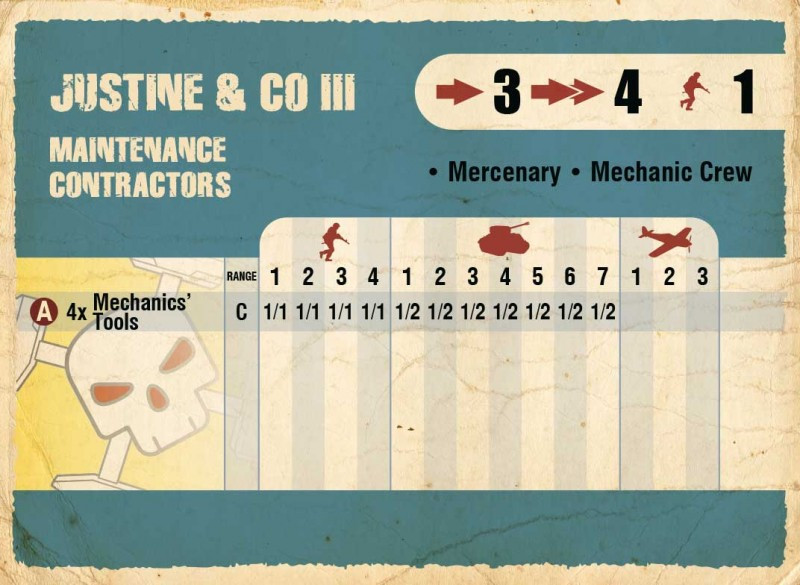 JUSTINE & CO III
3 4 1
MAINTENANCE
CONTRACTORS
• Mercenary • Mechanic Crew
RANGE 1 2 3 4 1 2 3 4 5 6 7 1 2 3
A 4x Mechanics'
Tools
C 1/1 1/1 1/1 1/1 1/2 1/2 1/2 1/2 1/2 1/2 1/2